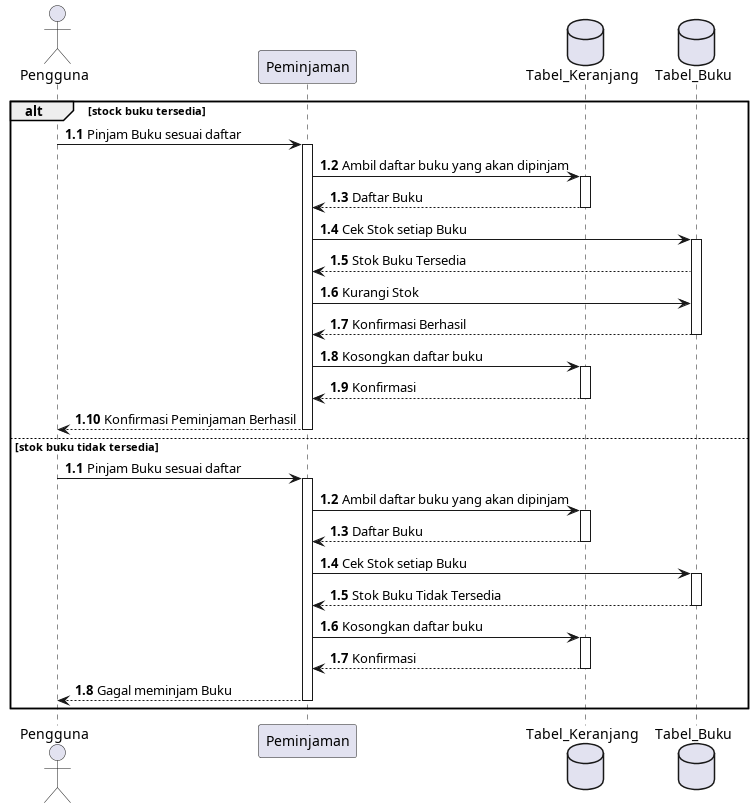 Pengguna
Peminjaman
Tabel_Keranjang
Tabel_Buku
alt
[stock buku tersedia]
1.1 Pinjam Buku sesuai daftar
1.2 Ambil daftar buku yang akan dipinjam
1.3 Daftar Buku
1.4 Cek Stok setiap Buku
1.5 Stok Buku Tersedia
1.6 Kurangi Stok
1.7 Konfirmasi Berhasil
1.8 Kosongkan daftar buku
1.9 Konfirmasi
1.10 Konfirmasi Peminjaman Berhasil
[stok buku tidak tersedia]
1.1 Pinjam Buku sesuai daftar
1.2 Ambil daftar buku yang akan dipinjam
1.3 Daftar Buku
1.4 Cek Stok setiap Buku
1.5 Stok Buku Tidak Tersedia
1.6 Kosongkan daftar buku
1.7 Konfirmasi
1.8 Gagal meminjam Buku
Pengguna
Peminjaman
Tabel_Keranjang
Tabel_Buku